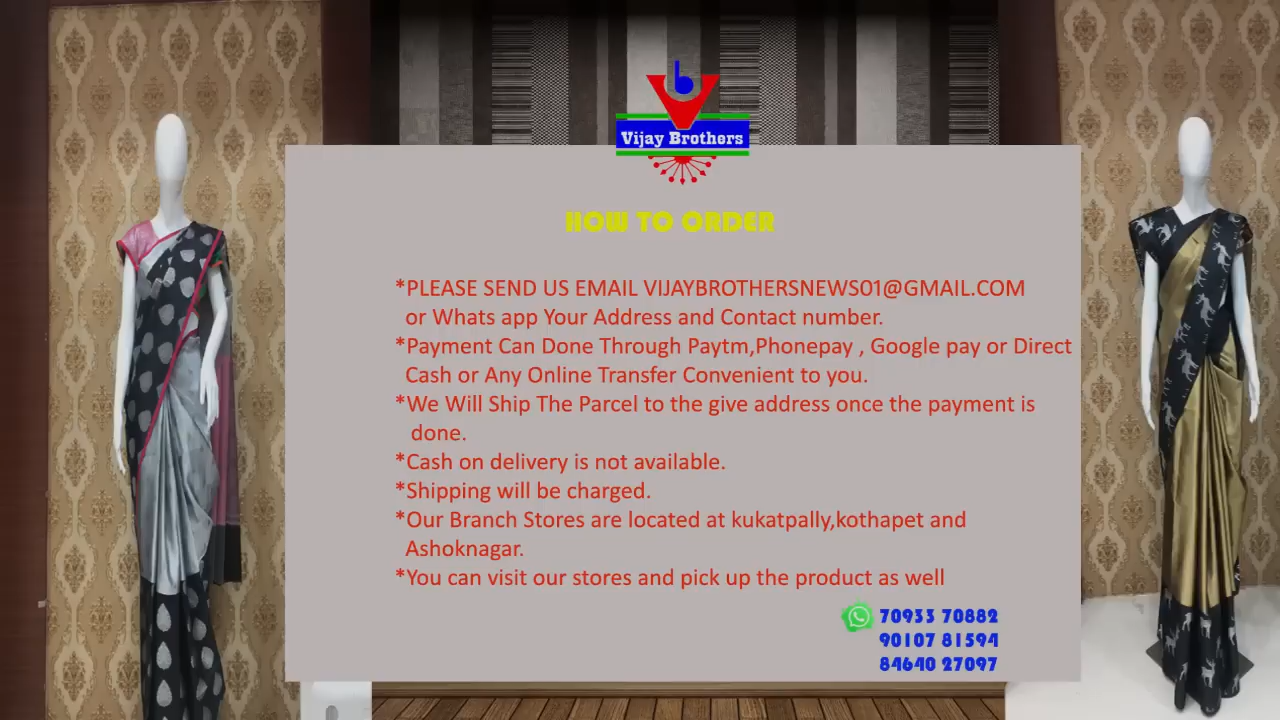 b
Vijay Brothers
HOW TO ORDER
*PLEASE SEND US EMAIL VIJAYBROTHERSNEWS01@GMAIL.COM
or Whats app Your Address and Contact number.
*Payment Can Done Through Paytm,Phonepay , Google pay or Direct
Cash or Any Online Transfer Convenient to you.
*We Will Ship The Parcel to the give address once the payment is
done.
*Cash on delivery is not available.
*Shipping will be charged.
*Our Branch Stores are located at kukatpally,kothapet and
Ashoknagar.
*You can visit our stores and pick up the product as well
70933 70882
90107 81594
84640 27097